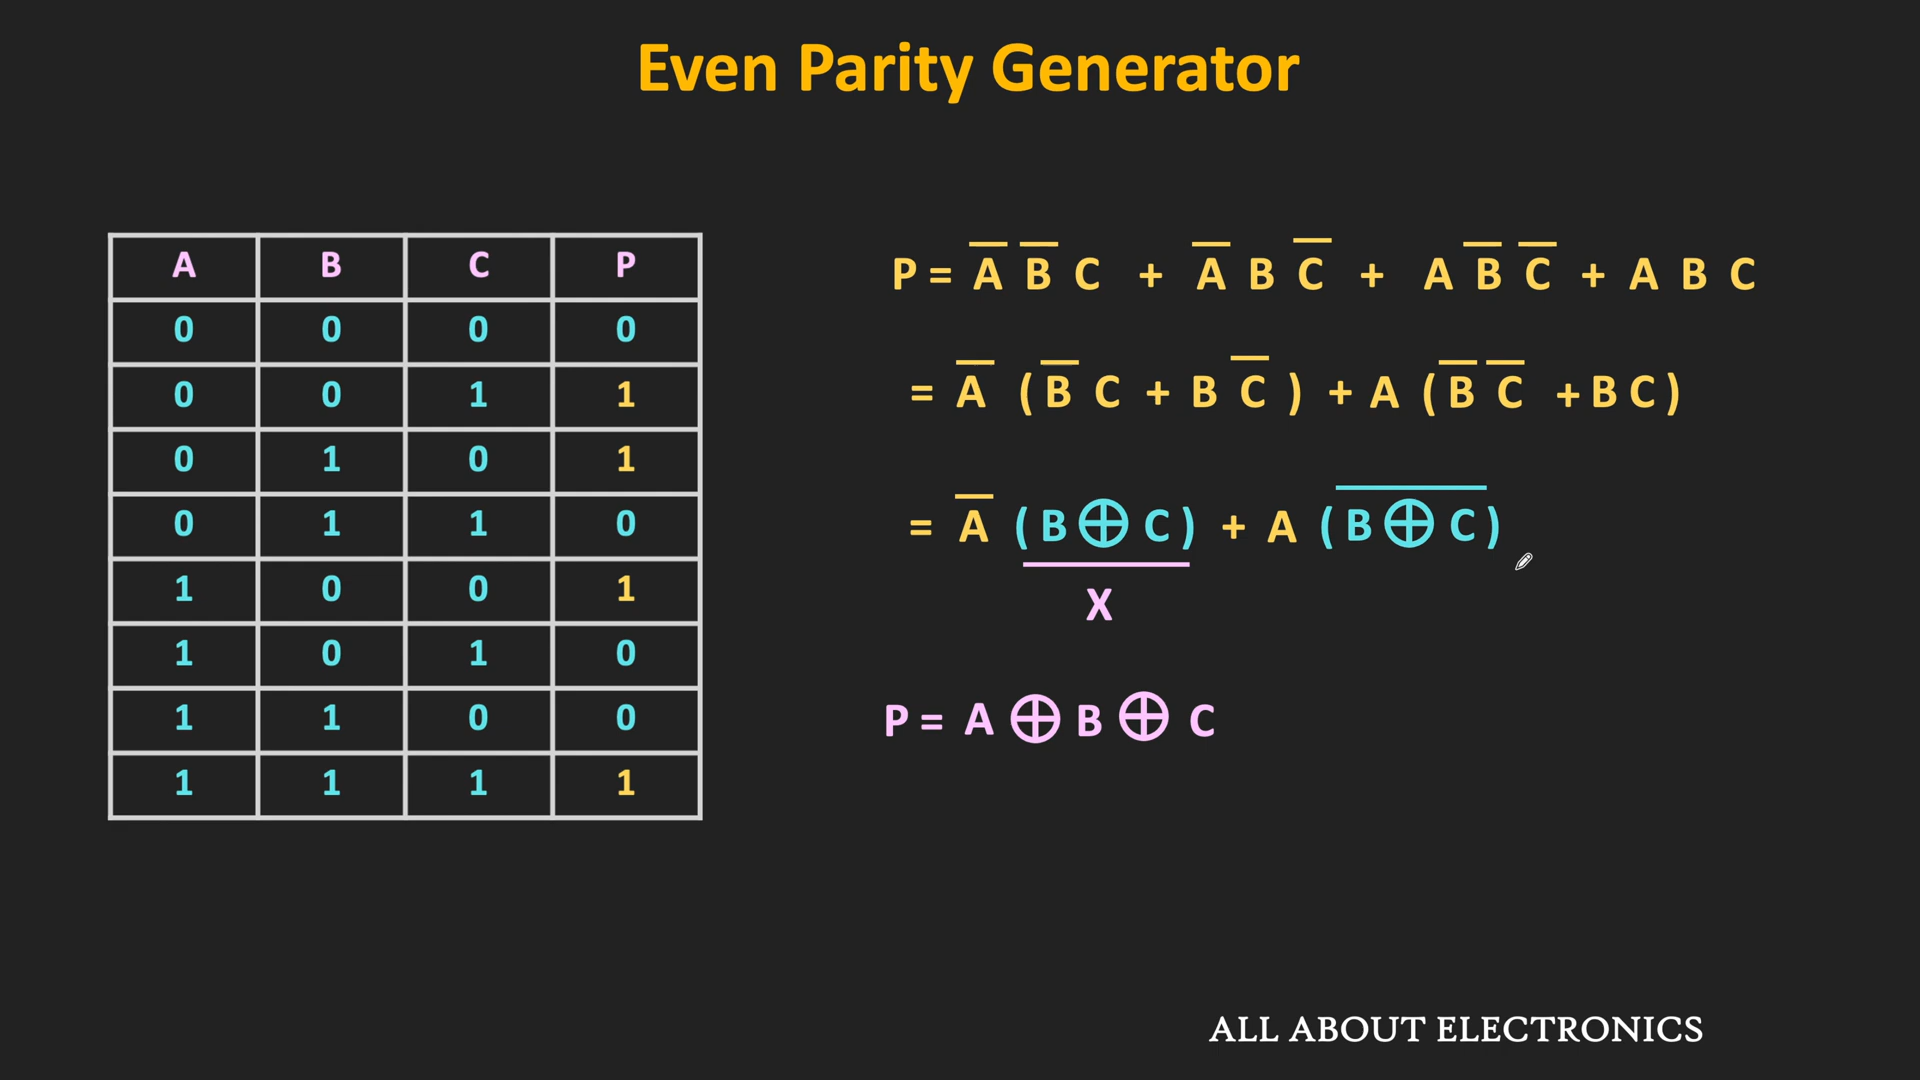 Even Parity Generator
A B C P
0 0 0 0
0 0 1 1
0 1 0 1
0 1 1 0
1 0 0 1
1 0 1 0
1 1 0 0
1 1 1 1
P = A̅ B̅ C + A̅ B C̅ + A B̅ C̅ + A B C
= A̅ ( B̅ C + B C̅ ) + A ( B̅ C̅ + B C )
= A̅ ( B ⊕ C ) + A \overline{( B ⊕ C )}
X
P = A ⊕ B ⊕ C
ALL ABOUT ELECTRONICS